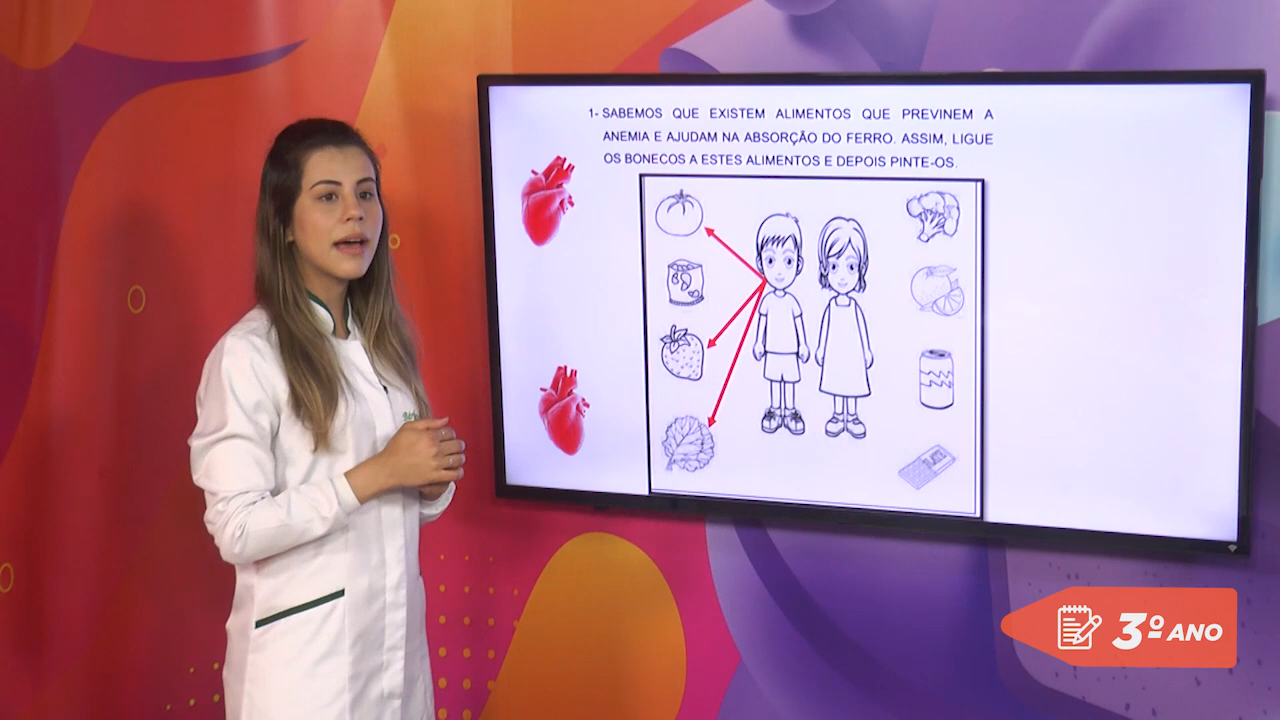 1- SABEMOS QUE EXISTEM ALIMENTOS QUE PREVINEM A
ANEMIA E AJUDAM NA ABSORÇÃO DO FERRO. ASSIM, LIGUE
OS BONECOS A ESTES ALIMENTOS E DEPOIS PINTE-OS.
3º ANO